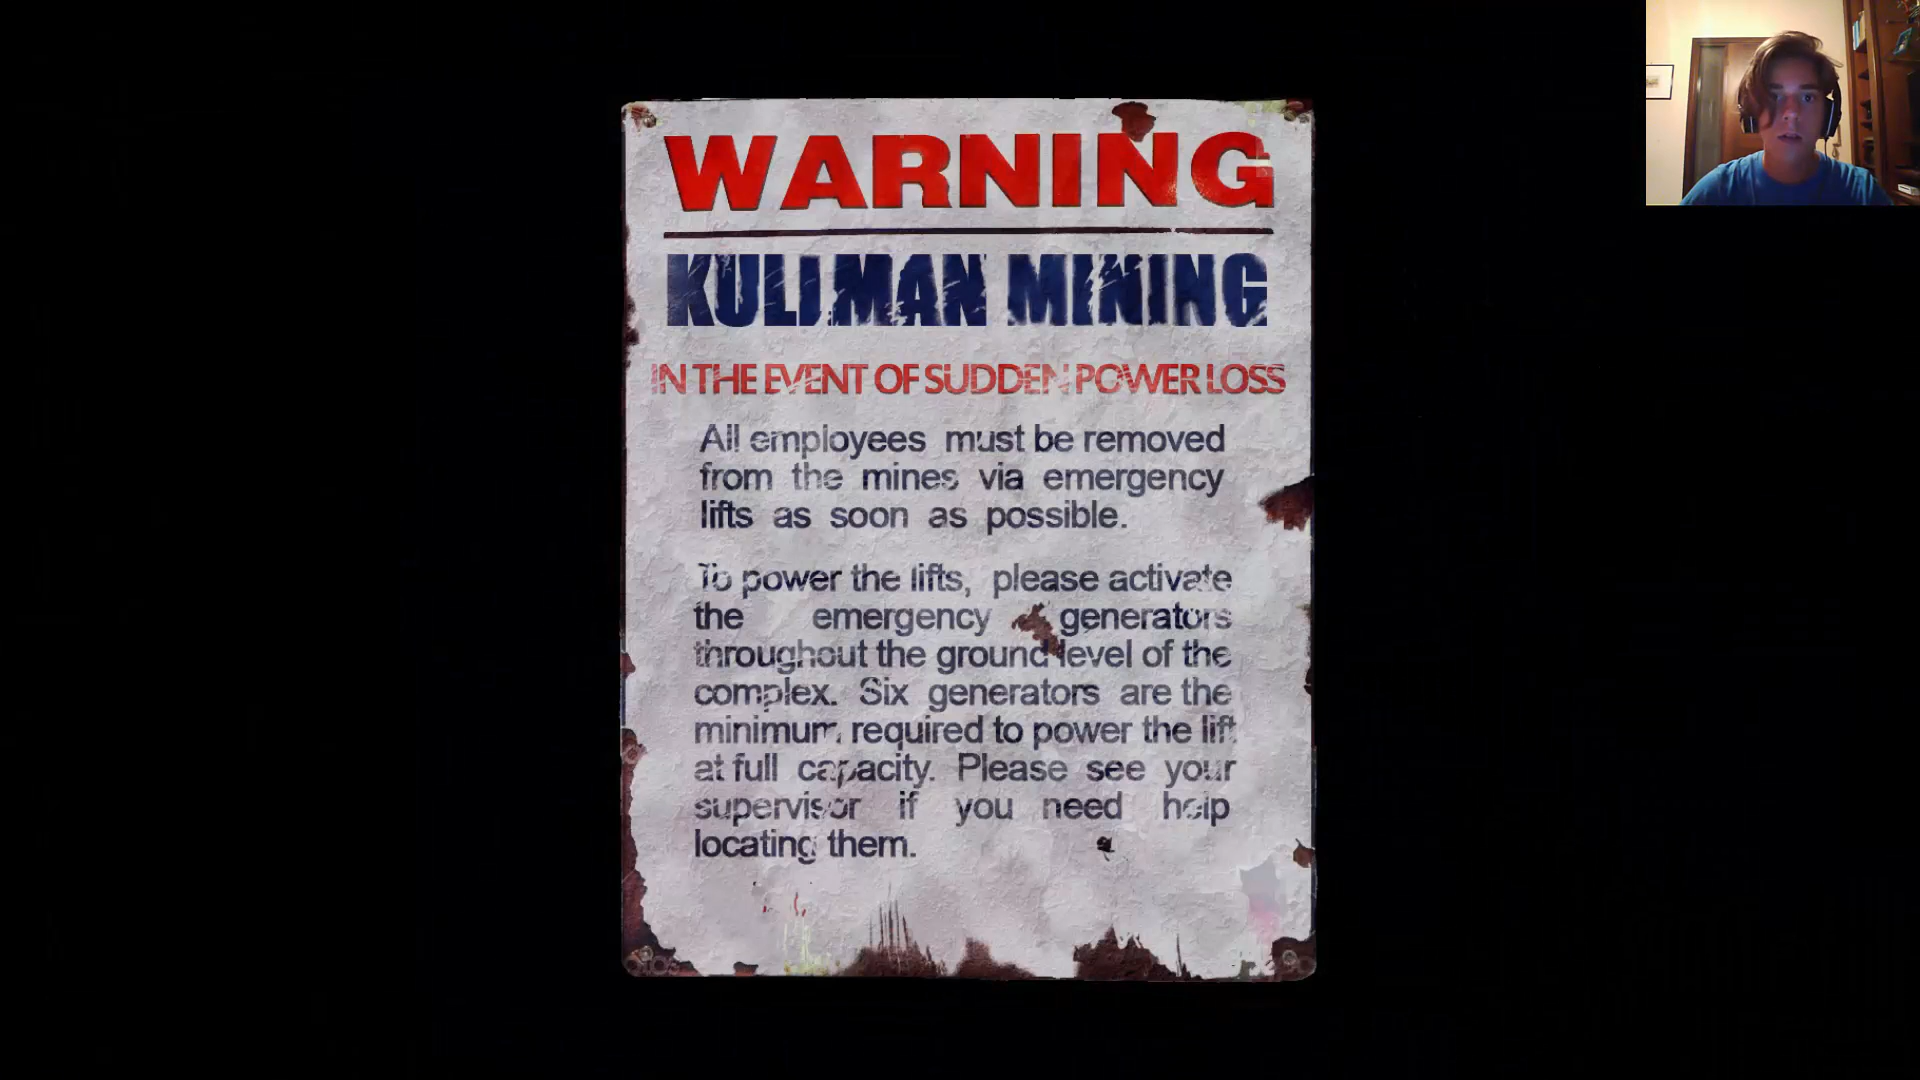 WARNING
KULLMAN MINING
IN THE EVENT OF SUDDEN POWER LOSS
All employees must be removed
from the mines via emergency
lifts as soon as possible.
To power the lifts, please activate
the emergency generators
throughout the ground level of the
complex. Six generators are the
minimum required to power the lift
at full capacity. Please see your
supervisor if you need help
locating them.